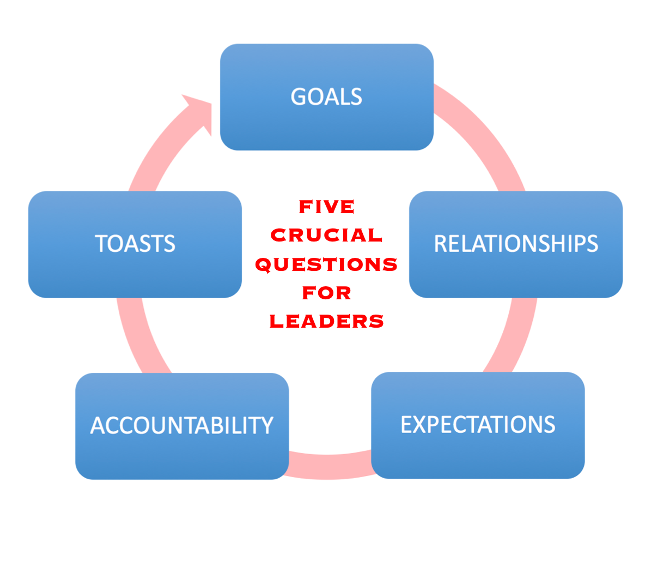 GOALS
RELATIONSHIPS
EXPECTATIONS
ACCOUNTABILITY
TOASTS
FIVE
CRUCIAL
QUESTIONS
FOR
LEADERS